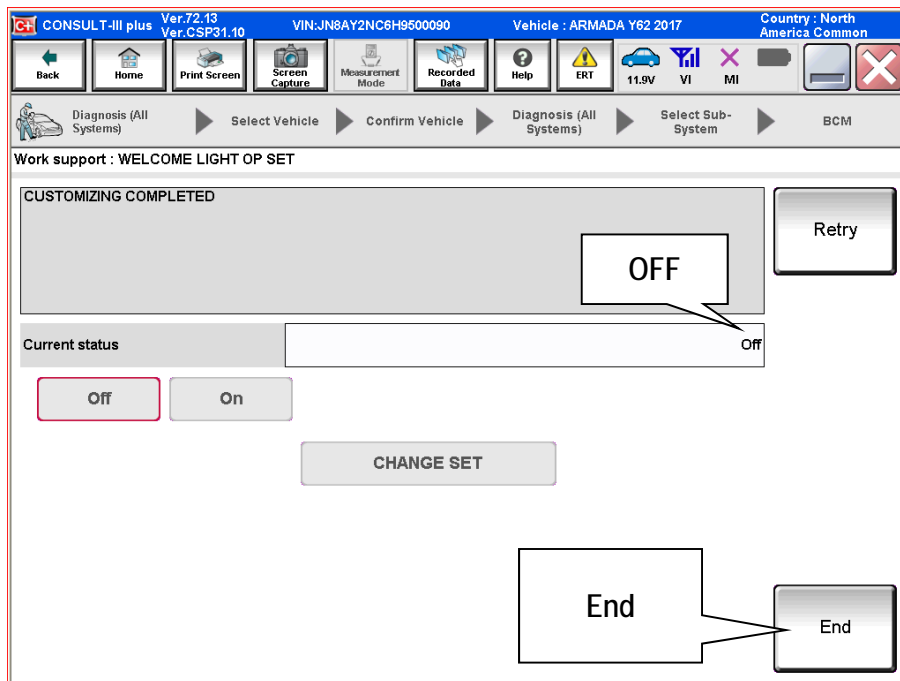 CONSULT-III plus Ver.72.13 VIN:JN8AY2NC6H9500090 Vehicle : ARMADA Y62 2017 Country : North
Ver.CSP31.10 America Common
Back Home Print Screen Screen Capture Measurement Mode Recorded Data Help ERT 11.9V VI MI
Diagnosis (All Systems) Select Vehicle Confirm Vehicle Diagnosis (All Systems) Select Sub-System BCM
Work support : WELCOME LIGHT OP SET
CUSTOMIZING COMPLETED
Retry
OFF
Current status Off
Off On
CHANGE SET
End
End